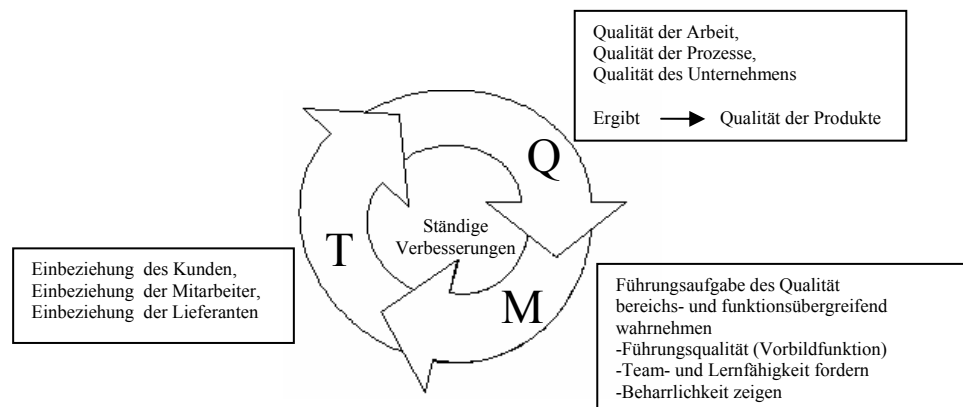 Qualität der Arbeit,
Qualität der Prozesse,
Qualität des Unternehmens
Ergibt → Qualität der Produkte
Q
Ständige
Verbesserungen
T
M
Einbeziehung des Kunden,
Einbeziehung der Mitarbeiter,
Einbeziehung der Lieferanten
Führungsaufgabe des Qualität
bereichs- und funktionsübergreifend
wahrnehmen
-Führungsqualität (Vorbildfunktion)
-Team- und Lernfähigkeit fordern
-Beharrlichkeit zeigen